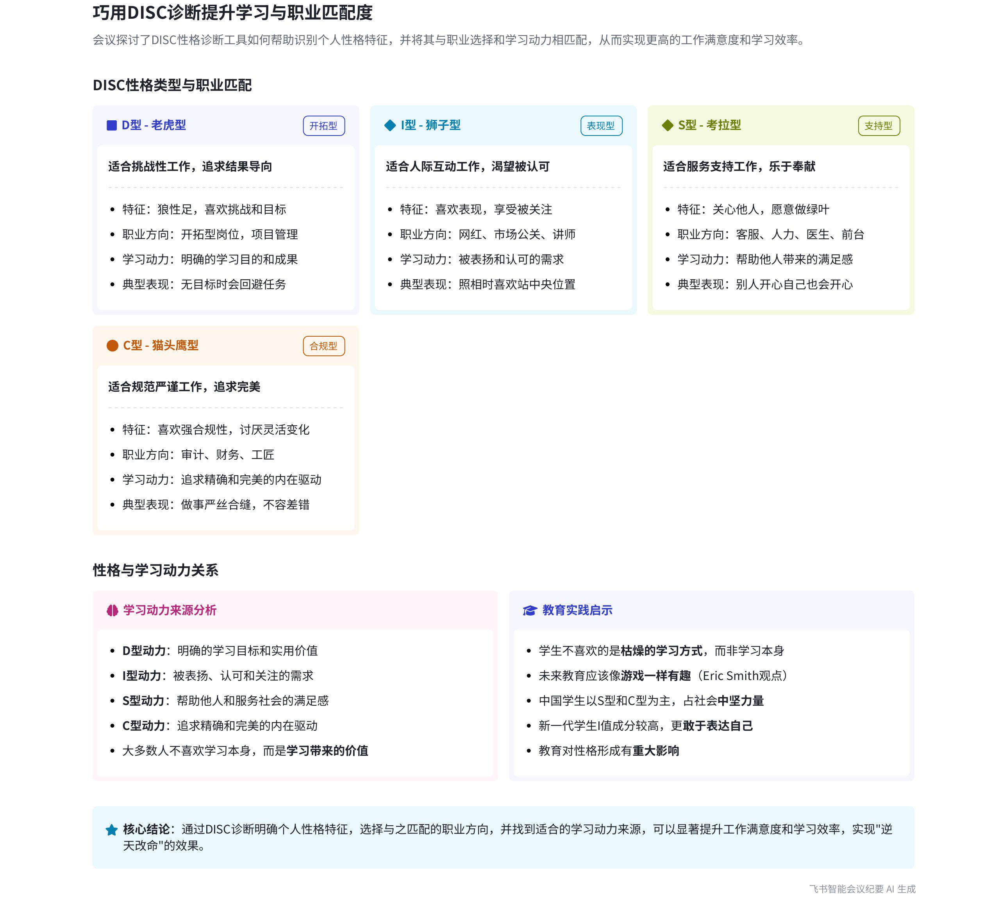 巧用DISC诊断提升学习与职业匹配度
会议探讨了DISC性格诊断工具如何帮助识别个人性格特征，并将其与职业选择和学习动力相匹配，从而实现更高的工作满意度和学习效率。
DISC性格类型与职业匹配
D型 - 老虎型
开拓型
适合挑战性工作，追求结果导向
• 特征：狼性足，喜欢挑战和目标
• 职业方向：开拓型岗位，项目管理
• 学习动力：明确的学习目的和成果
• 典型表现：无目标时会回避任务
I型 - 狮子型
表现型
适合人际互动工作，渴望被认可
• 特征：喜欢表现，享受被关注
• 职业方向：网红、市场公关、讲师
• 学习动力：被表扬和认可的需求
• 典型表现：照相时喜欢站中央位置
S型 - 考拉型
支持型
适合服务支持工作，乐于奉献
• 特征：关心他人，愿意做绿叶
• 职业方向：客服、人力、医生、前台
• 学习动力：帮助他人带来的满足感
• 典型表现：别人开心自己也会开心
C型 - 猫头鹰型
合规型
适合规范严谨工作，追求完美
• 特征：喜欢强合规性，讨厌灵活变化
• 职业方向：审计、财务、工匠
• 学习动力：追求精确和完美的内在驱动
• 典型表现：做事严丝合缝，不容差错
性格与学习动力关系
学习动力来源分析
• D型动力：明确的学习目标和实用价值
• I型动力：被表扬、认可和关注的需求
• S型动力：帮助他人和服务社会的满足感
• C型动力：追求精确和完美的内在驱动
• 大多数人不喜欢学习本身，而是学习带来的价值
教育实践启示
• 学生不喜欢的是枯燥的学习方式，而非学习本身
• 未来教育应该像游戏一样有趣（Eric Smith观点）
• 中国学生以S型和C型为主，占社会中坚力量
• 新一代学生I值成分较高，更敢于表达自己
• 教育对性格形成有重大影响
核心结论：通过DISC诊断明确个人性格特征，选择与之匹配的职业方向，并找到适合的学习动力来源，可以显著提升工作满意度和学习效率，实现"逆
天改命"的效果。
飞书智能会议纪要 AI 生成